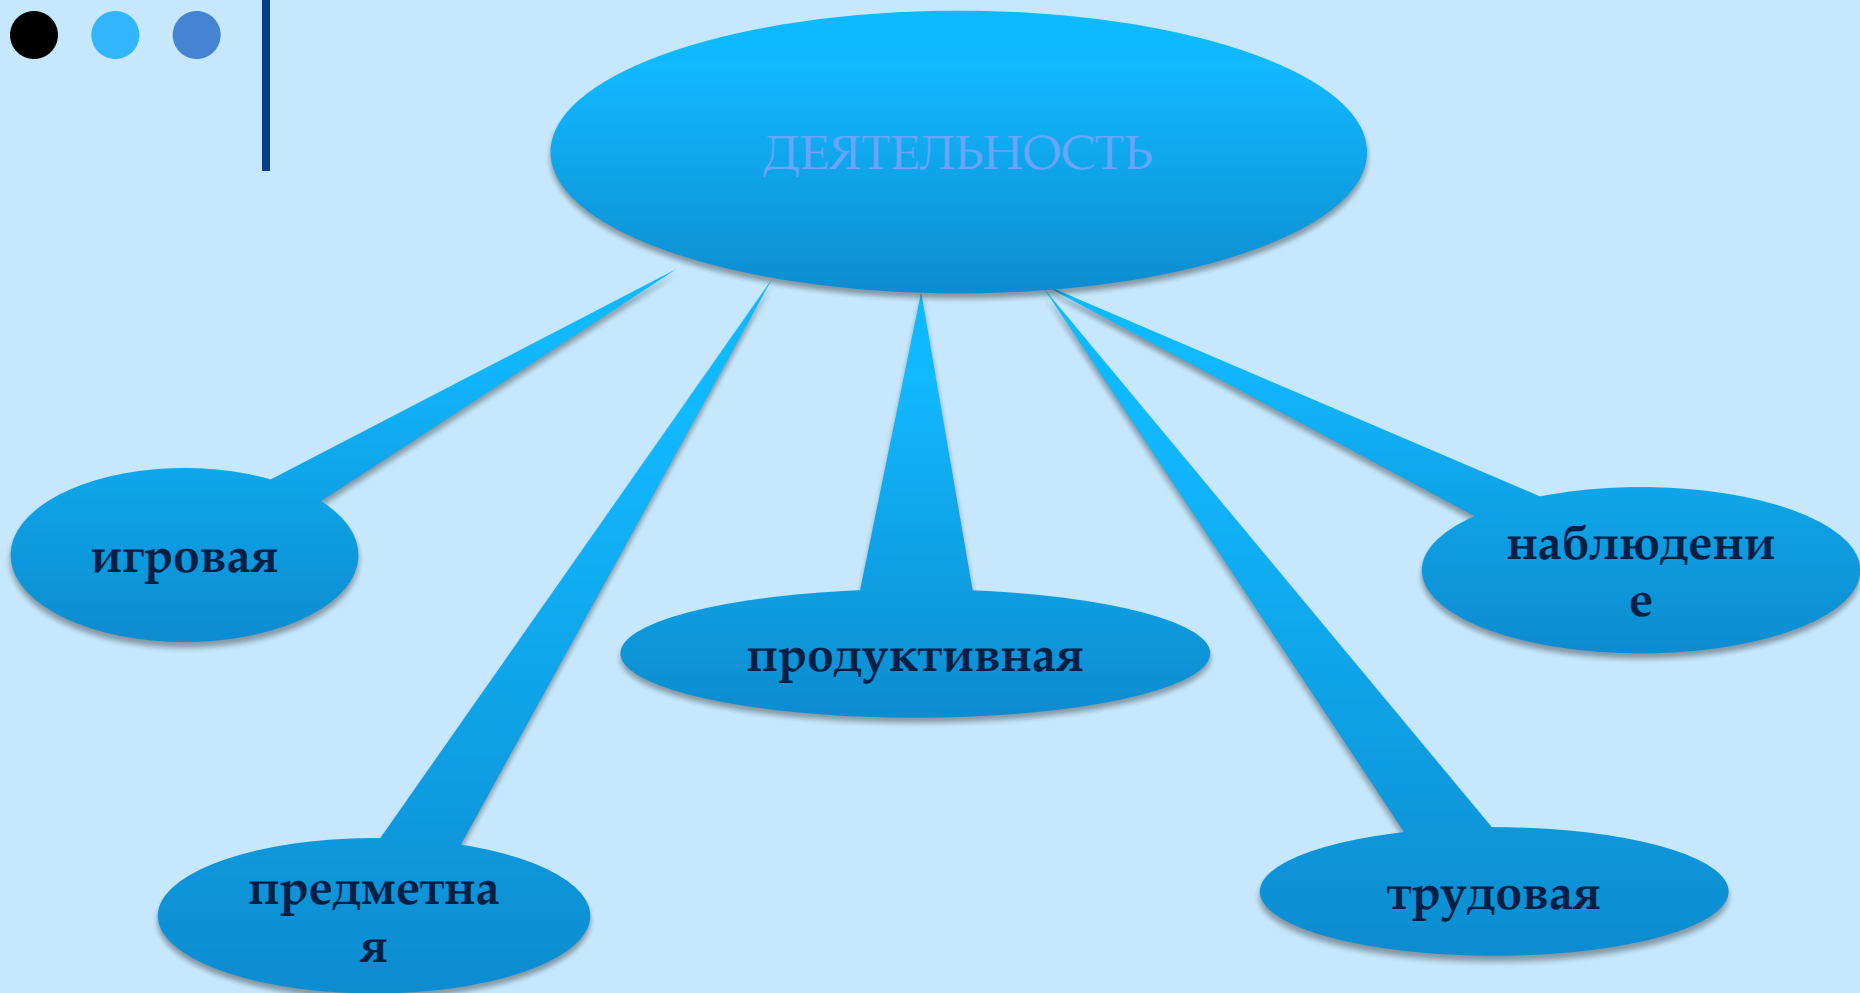 ДЕЯТЕЛЬНОСТЬ
игровая
наблюдени
е
продуктивная
предметна
я
трудовая